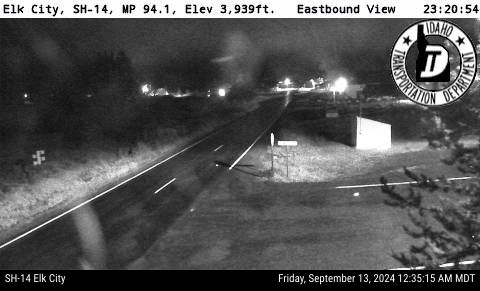 Elk City, SH-14, MP 94.1, Elev 3,939ft. Eastbound View 23:20:54
IDAHO
TRANSPORTATION DEPARTMENT
SH-14 Elk City Friday, September 13, 2024 12:35:15 AM MDT